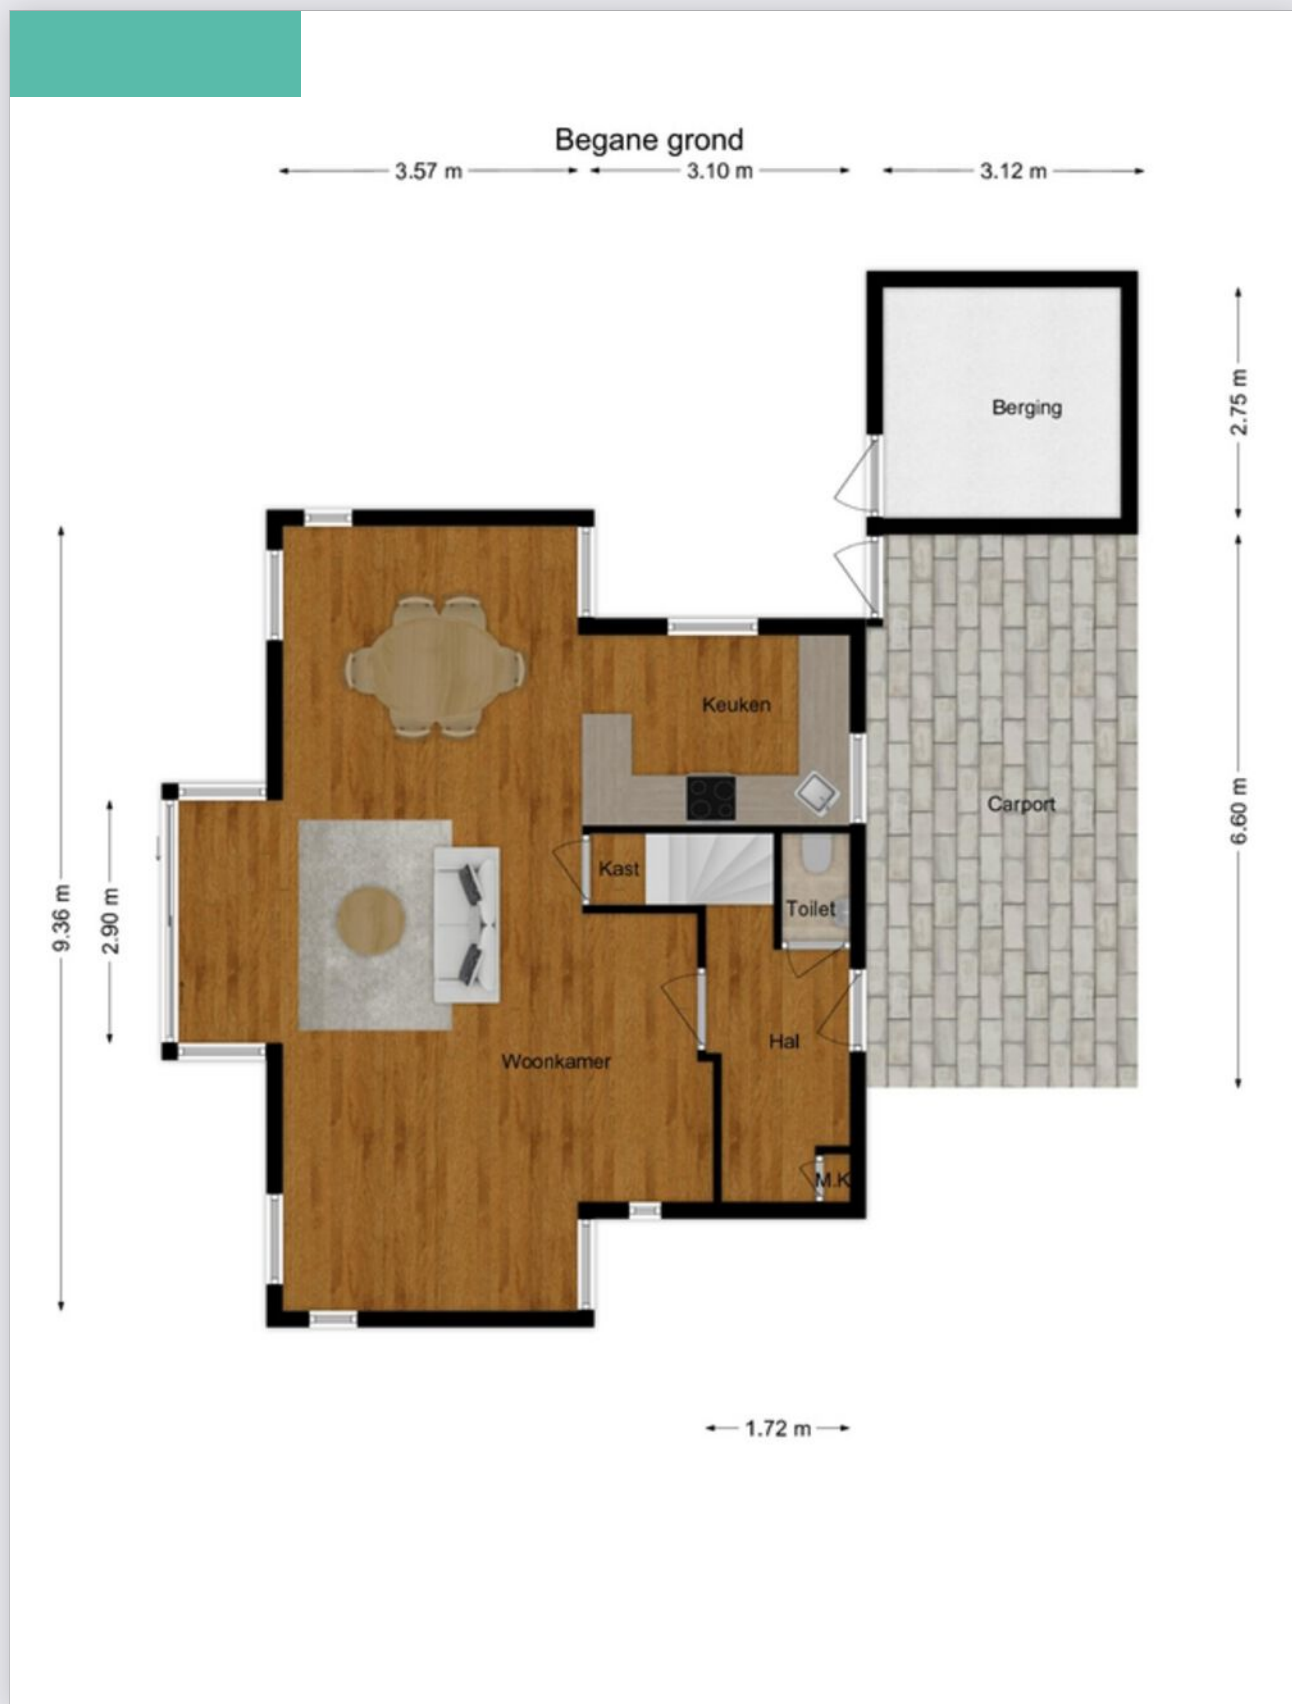 Begane grond
3.57 m
3.10 m
3.12 m
Berging
2.75 m
Keuken
Carport
6.60 m
Kast
Toilet
9.36 m
2.90 m
Hal
Woonkamer
M.K
1.72 m